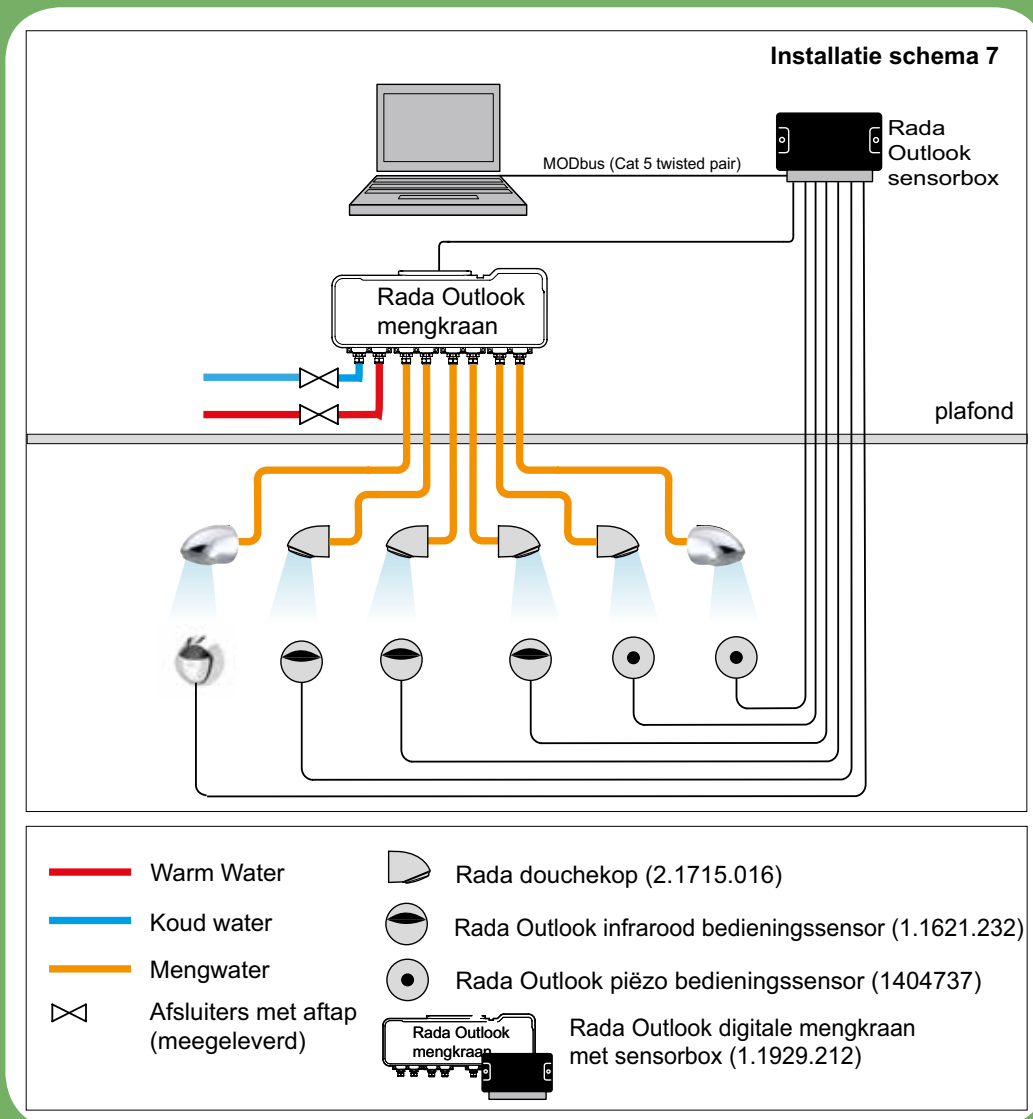 Installatie schema 7
Rada
Outlook
sensorbox
MODbus (Cat 5 twisted pair)
Rada Outlook
mengkraan
plafond
Warm Water
Koud water
Mengwater
Afsluiters met aftap
(meegeleverd)
Rada douchekop (2.1715.016)
Rada Outlook infrarood bedieningssensor (1.1621.232)
Rada Outlook piëzo bedieningssensor (1404737)
Rada Outlook
mengkraan
Rada Outlook digitale mengkraan
met sensorbox (1.1929.212)